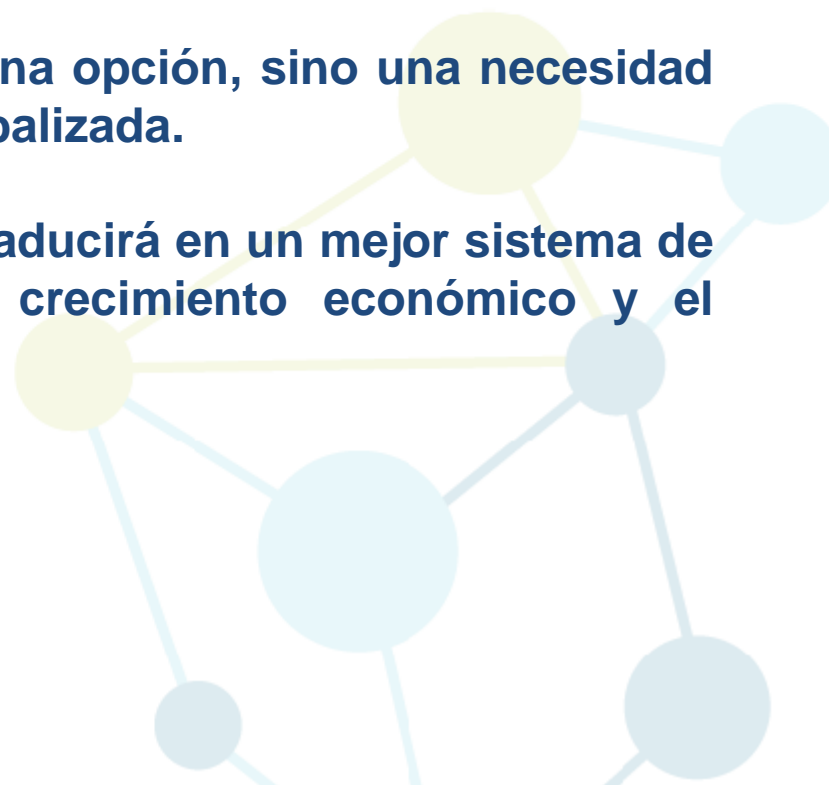 na opción, sino una necesidad
balizada.
aducirá en un mejor sistema de
crecimiento económico y el